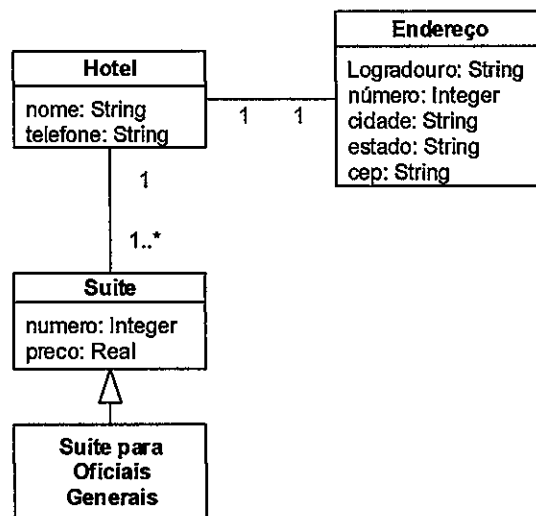 Hotel
nome: String
telefone: String
1 1
Endereço
Logradouro: String
número: Integer
cidade: String
estado: String
cep: String
1
1..*
Suite
numero: Integer
preco: Real
Suite para
Oficiais
Generais